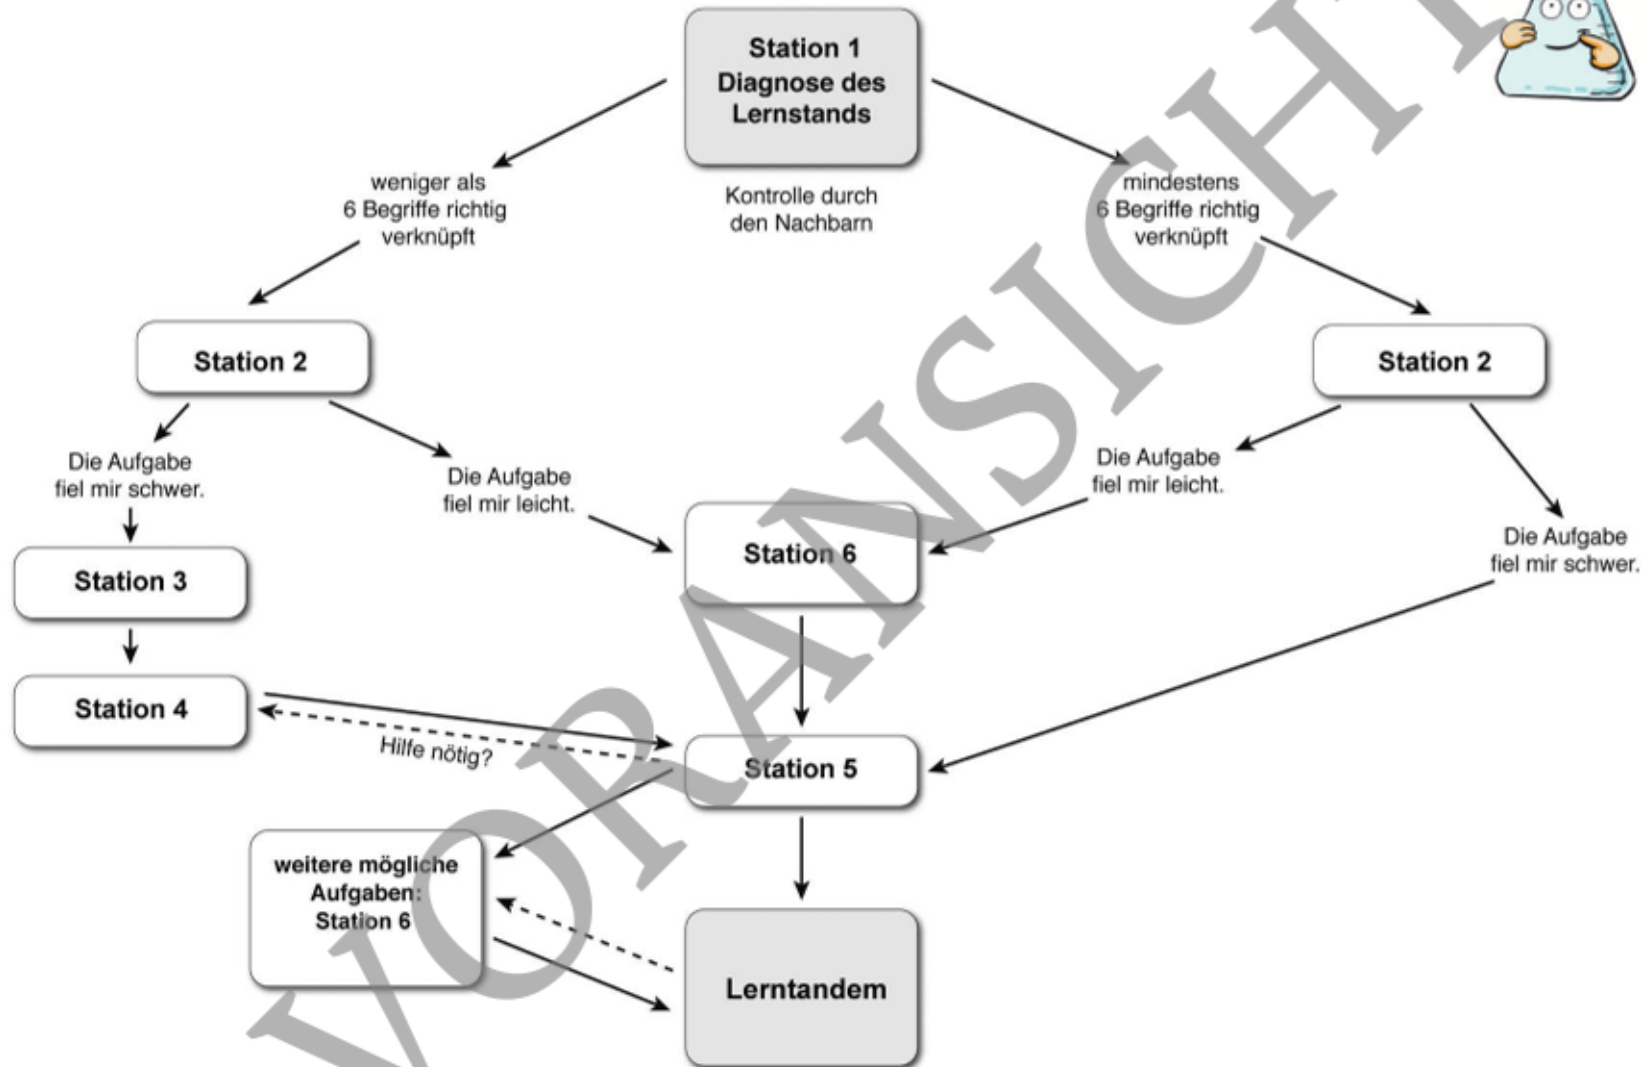 Station 1
Diagnose des
Lernstands
weniger als
6 Begriffe richtig
verknüpft
Kontrolle durch
den Nachbarn
mindestens
6 Begriffe richtig
verknüpft
Station 2
Station 2
Die Aufgabe
fiel mir schwer.
Die Aufgabe
fiel mir leicht.
Die Aufgabe
fiel mir leicht.
Die Aufgabe
fiel mir schwer.
Station 6
Station 3
Station 4
Hilfe nötig?
Station 5
weitere mögliche
Aufgaben:
Station 6
Lerntandem
VORANSICHT